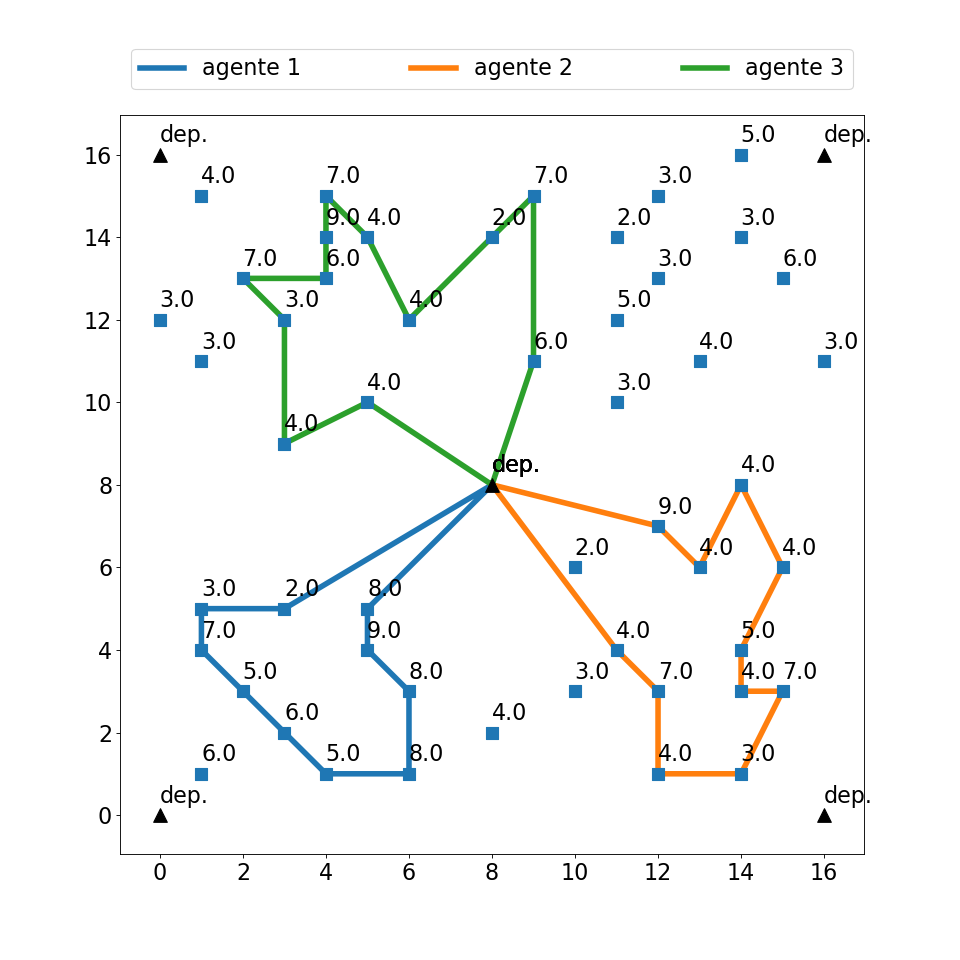 agente 1 agente 2 agente 3
dep. 5.0 dep.
16
4.0 7.0 7.0 3.0
9.0 4.0 2.0 2.0 3.0
14
7.0 6.0 3.0 6.0
3.0 3.0 4.0 5.0
12
3.0 6.0 4.0 3.0
4.0 3.0
10
4.0
dep. 4.0
8
9.0
2.0 4.0 4.0
6
3.0 2.0 8.0
7.0 9.0 4.0 5.0
4
5.0 8.0 3.0 7.0 4.0 7.0
6.0 4.0
2
6.0 5.0 8.0 4.0 3.0
dep. dep.
0
0 2 4 6 8 10 12 14 16